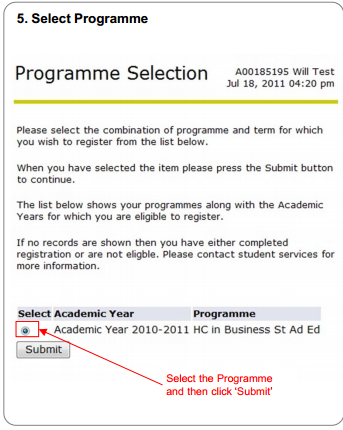 5. Select Programme
Programme Selection
A00185195 Will Test
Jul 18, 2011 04:20 pm
Please select the combination of programme and term for which
you wish to register from the list below.
When you have selected the item please press the Submit button
to continue.
The list below shows your programmes along with the Academic
Years for which you are eligible to register.
If no records are shown then you have either completed
registration or are not eligble. Please contact student services for
more information.
Select Academic Year Programme
Academic Year 2010-2011 HC in Business St Ad Ed
Submit
Select the Programme
and then click 'Submit'